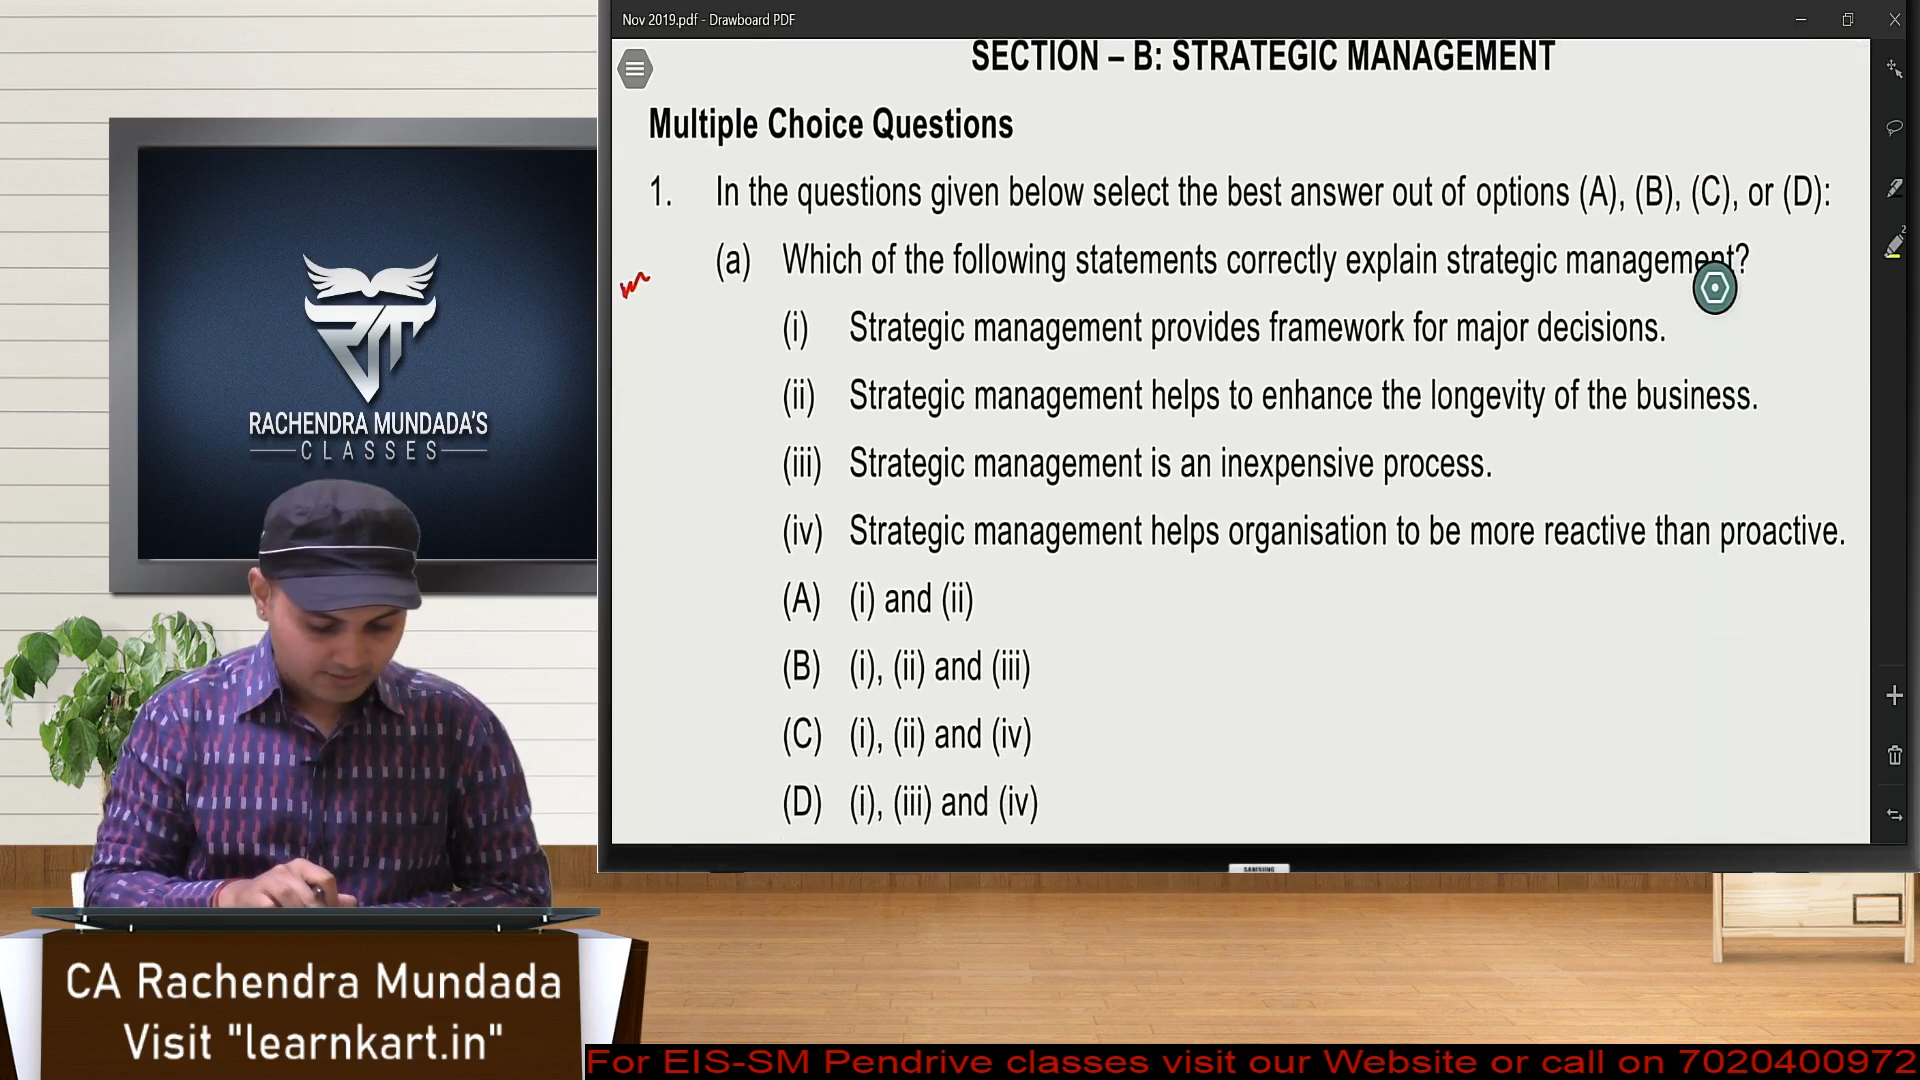 Nov 2019.pdf - Drawboard PDF
SECTION – B: STRATEGIC MANAGEMENT
Multiple Choice Questions
1. In the questions given below select the best answer out of options (A), (B), (C), or (D):
(a) Which of the following statements correctly explain strategic management?
(i) Strategic management provides framework for major decisions.
(ii) Strategic management helps to enhance the longevity of the business.
(iii) Strategic management is an inexpensive process.
(iv) Strategic management helps organisation to be more reactive than proactive.
(A) (i) and (ii)
(B) (i), (ii) and (iii)
(C) (i), (ii) and (iv)
(D) (i), (iii) and (iv)
2
SAMSUNG
RACHENDRA MUNDADA'S
CLASSES
CA Rachendra Mundada
Visit "learnkart.in"
For EIS-SM Pendrive classes visit our Website or call on 7020400972